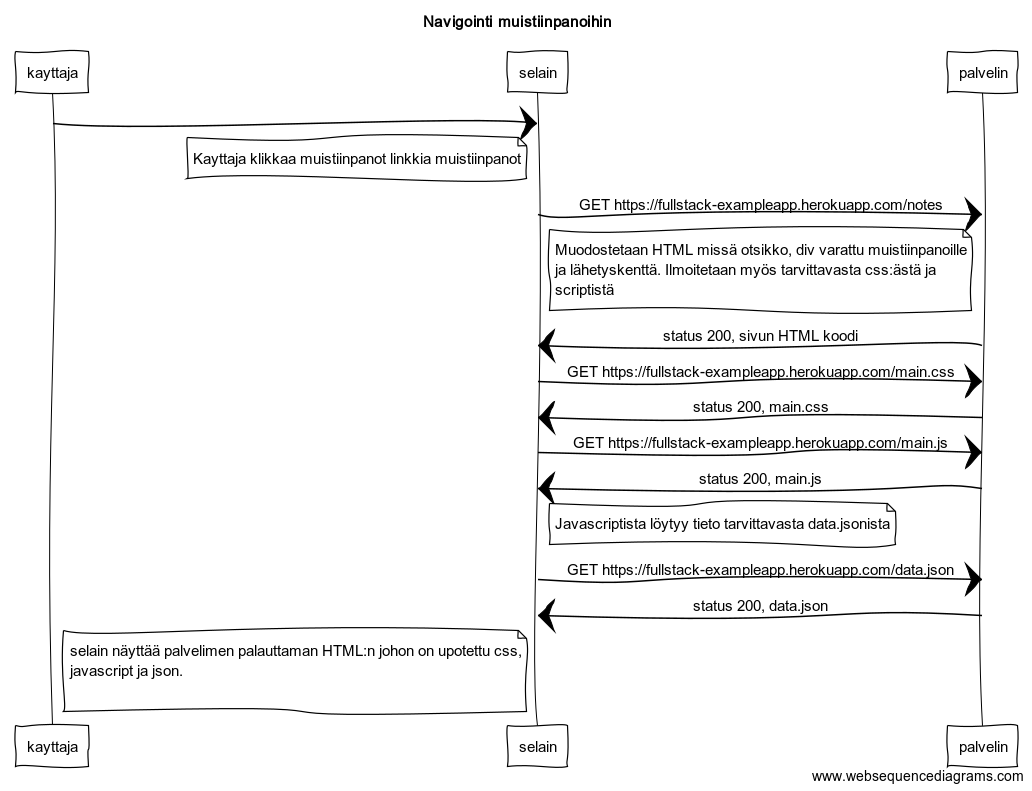 Navigointi muistiinpanoihin
kayttaja
selain
palvelin
Kayttaja klikkaa muistiinpanot linkkia muistiinpanot
GET https://fullstack-exampleapp.herokuapp.com/notes
Muodostetaan HTML missä otsikko, div varattu muistiinpanoille
ja lähetyskenttä. Ilmoitetaan myös tarvittavasta css:ästä ja
scriptistä
status 200, sivun HTML koodi
GET https://fullstack-exampleapp.herokuapp.com/main.css
status 200, main.css
GET https://fullstack-exampleapp.herokuapp.com/main.js
status 200, main.js
Javascriptista löytyy tieto tarvittavasta data.jsonista
GET https://fullstack-exampleapp.herokuapp.com/data.json
status 200, data.json
selain näyttää palvelimen palauttaman HTML:n johon on upotettu css,
javascript ja json.
kayttaja
selain
palvelin
www.websequencediagrams.com